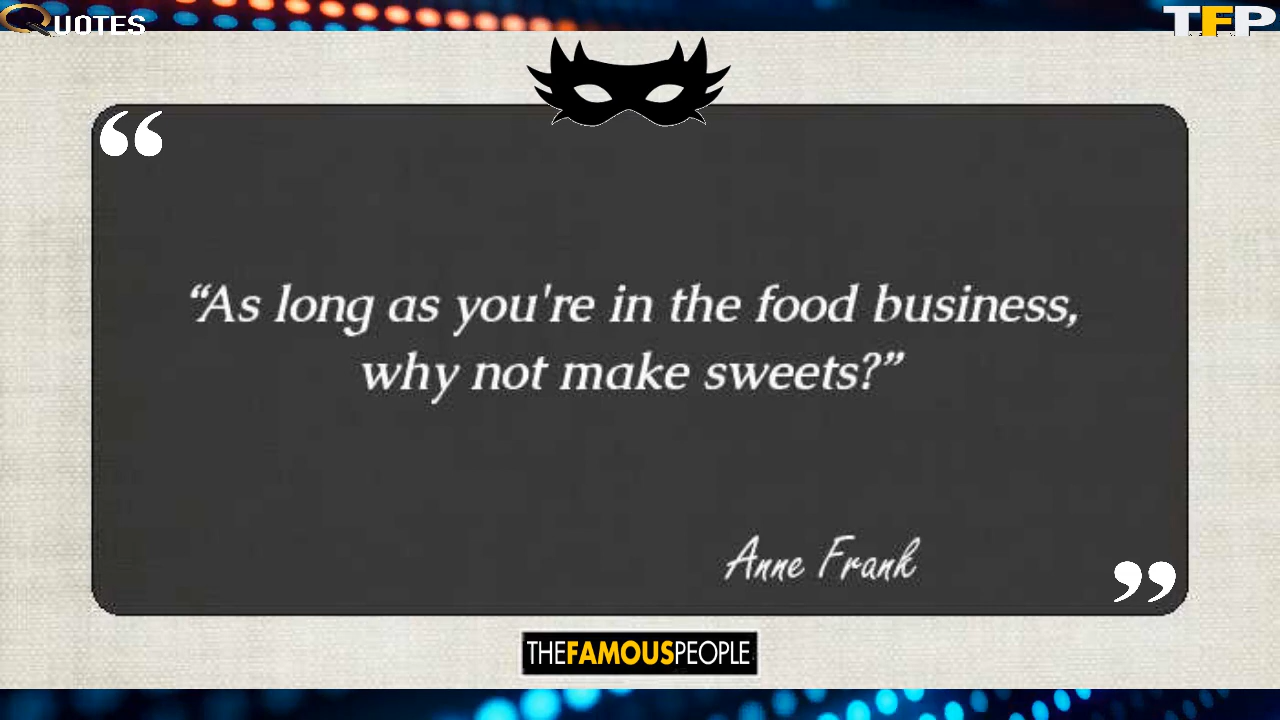 QUOTES
TFP
“
“As long as you're in the food business,
why not make sweets?”
Anne Frank
”
THEFAMOUSPEOPLE